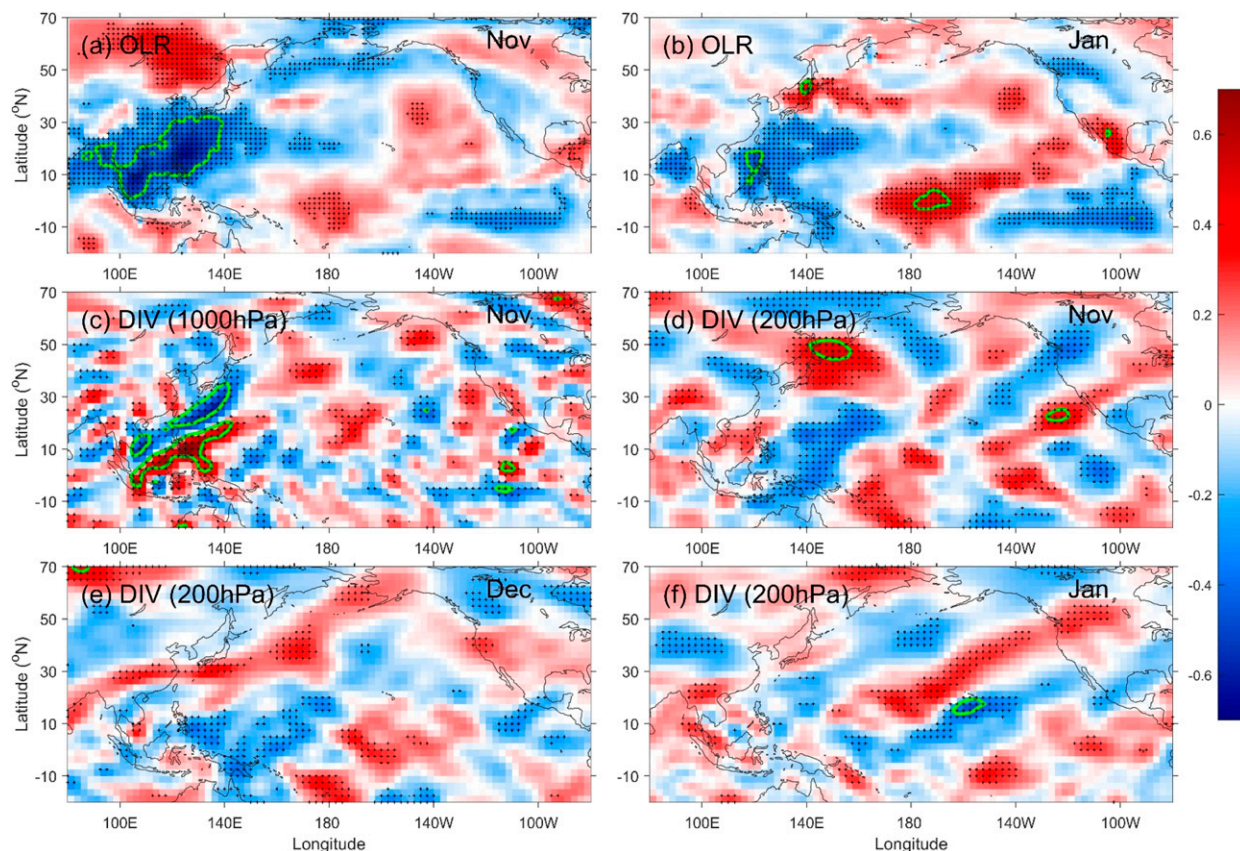 70 (a) OLR Nov
50
30
10
-10
100E 140E 180 140W 100W
Latitude (°N)
70 (b) OLR Jan
50
30
10
-10
100E 140E 180 140W 100W
Latitude (°N)
70 (c) DIV (1000hPa) Nov
50
30
10
-10
100E 140E 180 140W 100W
Latitude (°N)
70 (d) DIV (200hPa) Nov
50
30
10
-10
100E 140E 180 140W 100W
Latitude (°N)
70 (e) DIV (200hPa) Dec
50
30
10
-10
100E 140E 180 140W 100W
Latitude (°N)
Longitude
70 (f) DIV (200hPa) Jan
50
30
10
-10
100E 140E 180 140W 100W
Latitude (°N)
Longitude
0.6
0.4
0.2
0
-0.2
-0.4
-0.6